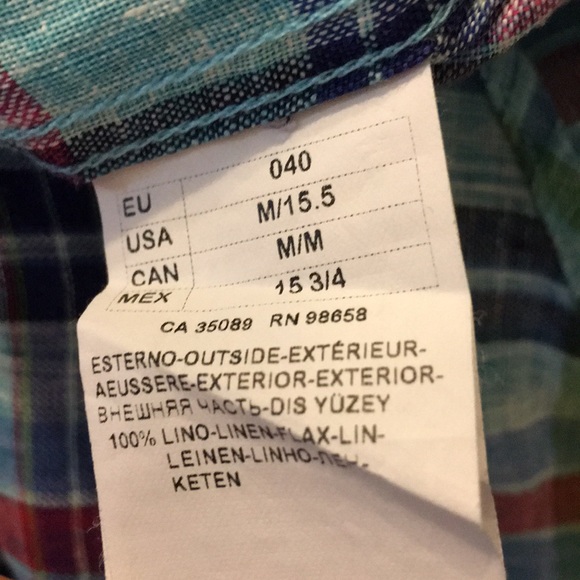 EU 040
USA M/15.5
CAN M/M
MEX 15 3/4
CA 35089 RN 98658
ESTERNO-OUTSIDE-EXTÉRIEUR-
AEUSSERE-EXTERIOR-EXTERIOR-
ВНЕШНЯЯ ЧАСТЬ-DIS YÜZEY
100% LINO-LINEN-FLAX-LIN-
LEINEN-LINHO-
KETEN